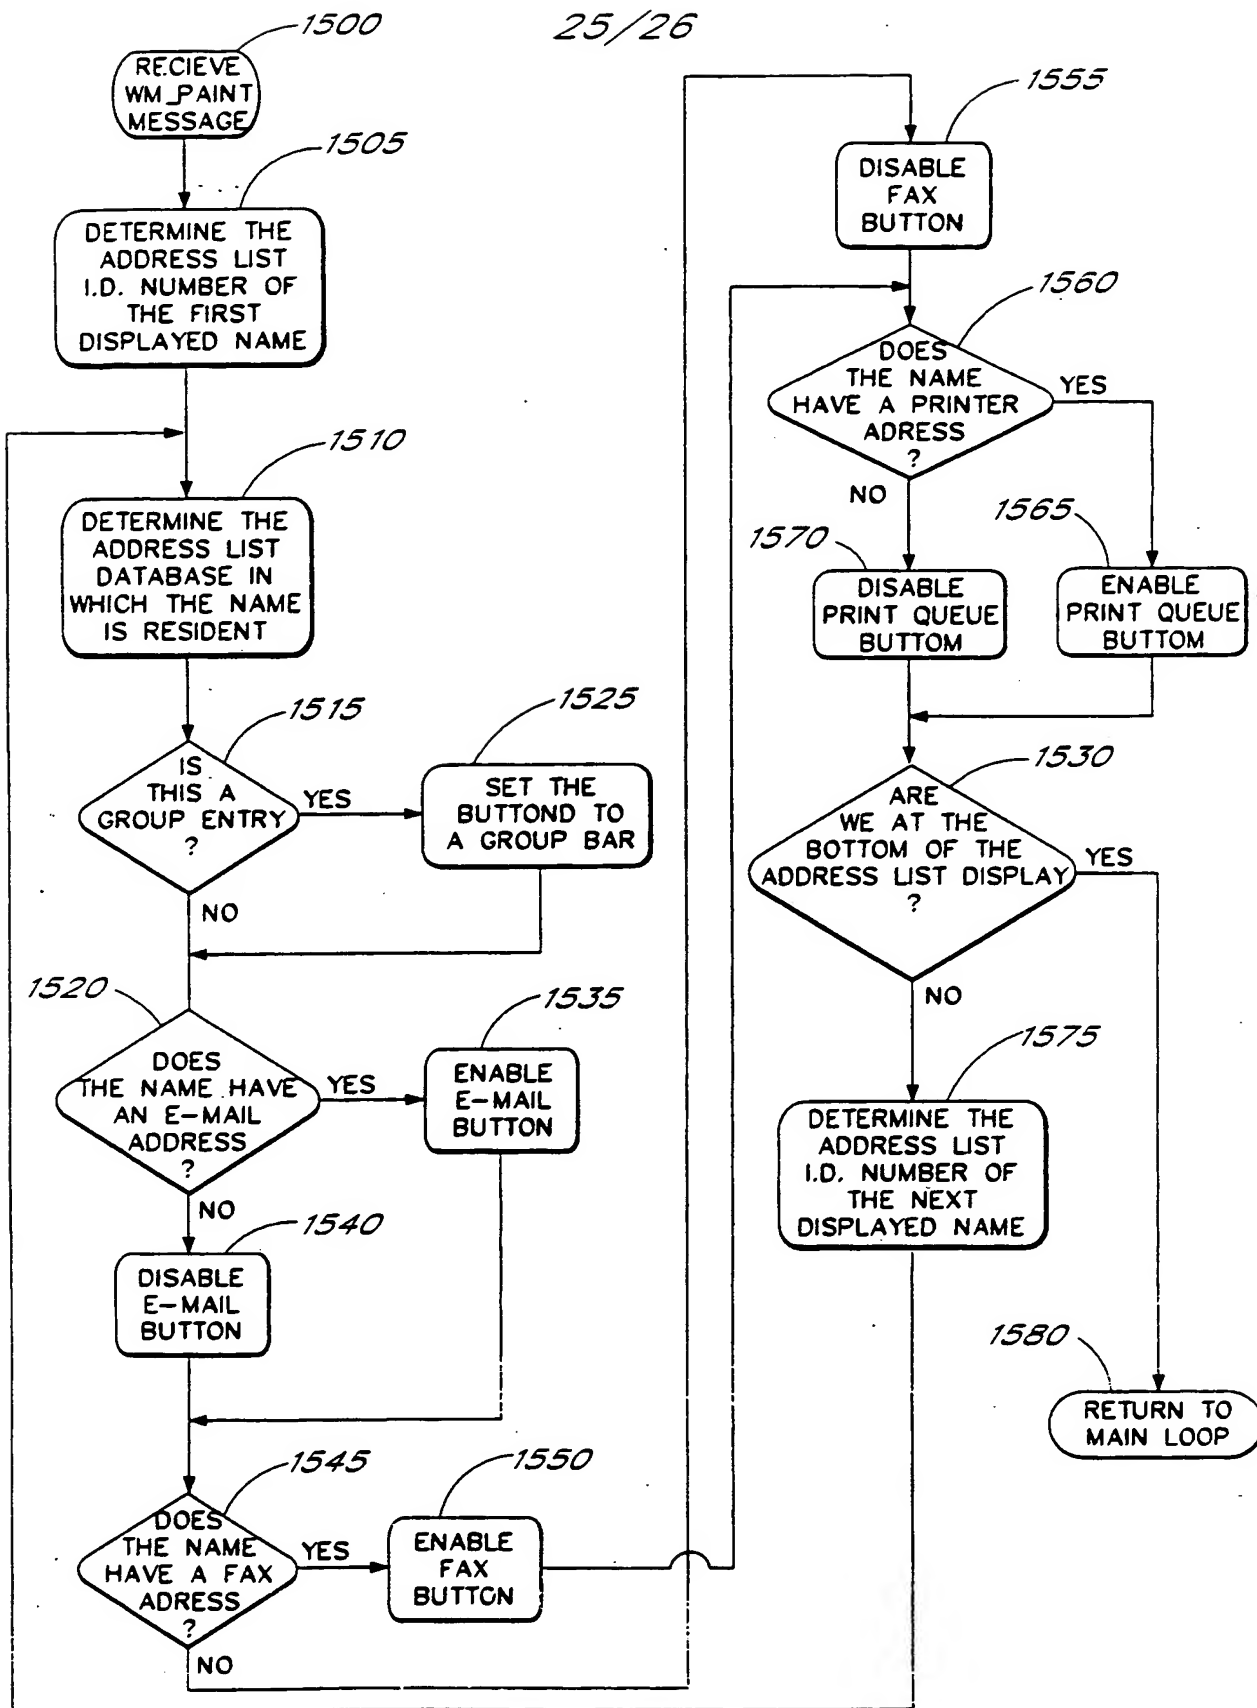 25/26
1500
RECIEVE
WM_PAINT
MESSAGE
1505
DETERMINE THE
ADDRESS LIST
I.D. NUMBER OF
THE FIRST
DISPLAYED NAME
1510
DETERMINE THE
ADDRESS LIST
DATABASE IN
WHICH THE NAME
IS RESIDENT
1515
IS
THIS A
GROUP ENTRY
?
YES
NO
1525
SET THE
BUTTOND TO
A GROUP BAR
1520
DOES
THE NAME HAVE
AN E-MAIL
ADDRESS
?
YES
NO
1535
ENABLE
E-MAIL
BUTTON
1540
DISABLE
E-MAIL
BUTTON
1545
DOES
THE NAME
HAVE A FAX
ADRESS
?
YES
NO
1550
ENABLE
FAX
BUTTON
1555
DISABLE
FAX
BUTTON
1560
DOES
THE NAME
HAVE A PRINTER
ADRESS
?
YES
NO
1565
ENABLE
PRINT QUEUE
BUTTOM
1570
DISABLE
PRINT QUEUE
BUTTOM
1530
ARE
WE AT THE
BOTTOM OF THE
ADDRESS LIST DISPLAY
?
YES
NO
1575
DETERMINE THE
ADDRESS LIST
I.D. NUMBER OF
THE NEXT
DISPLAYED NAME
1580
RETURN TO
MAIN LOOP